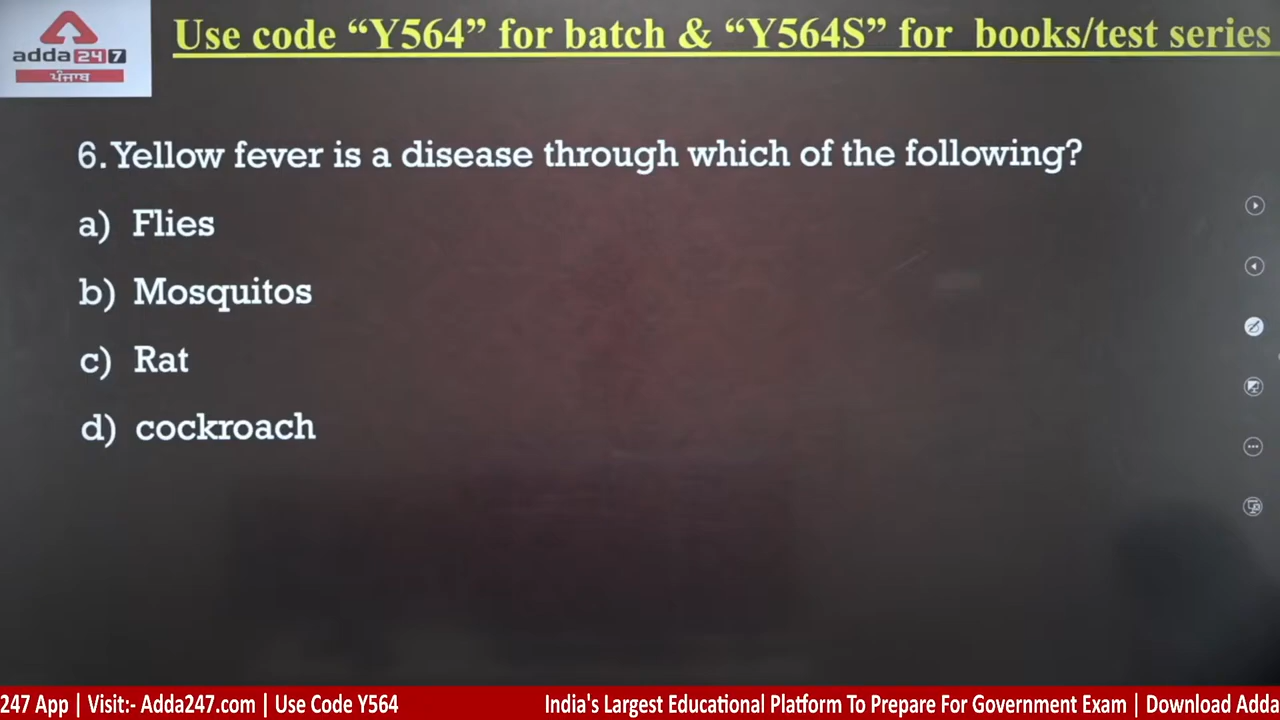 adda247
ਪੰਜਾਬ
Use code “Y564” for batch & “Y564S” for books/test series
6. Yellow fever is a disease through which of the following?
a) Flies
b) Mosquitos
c) Rat
d) cockroach
247 App | Visit:- Adda247.com | Use Code Y564 India's Largest Educational Platform To Prepare For Government Exam | Download Adda